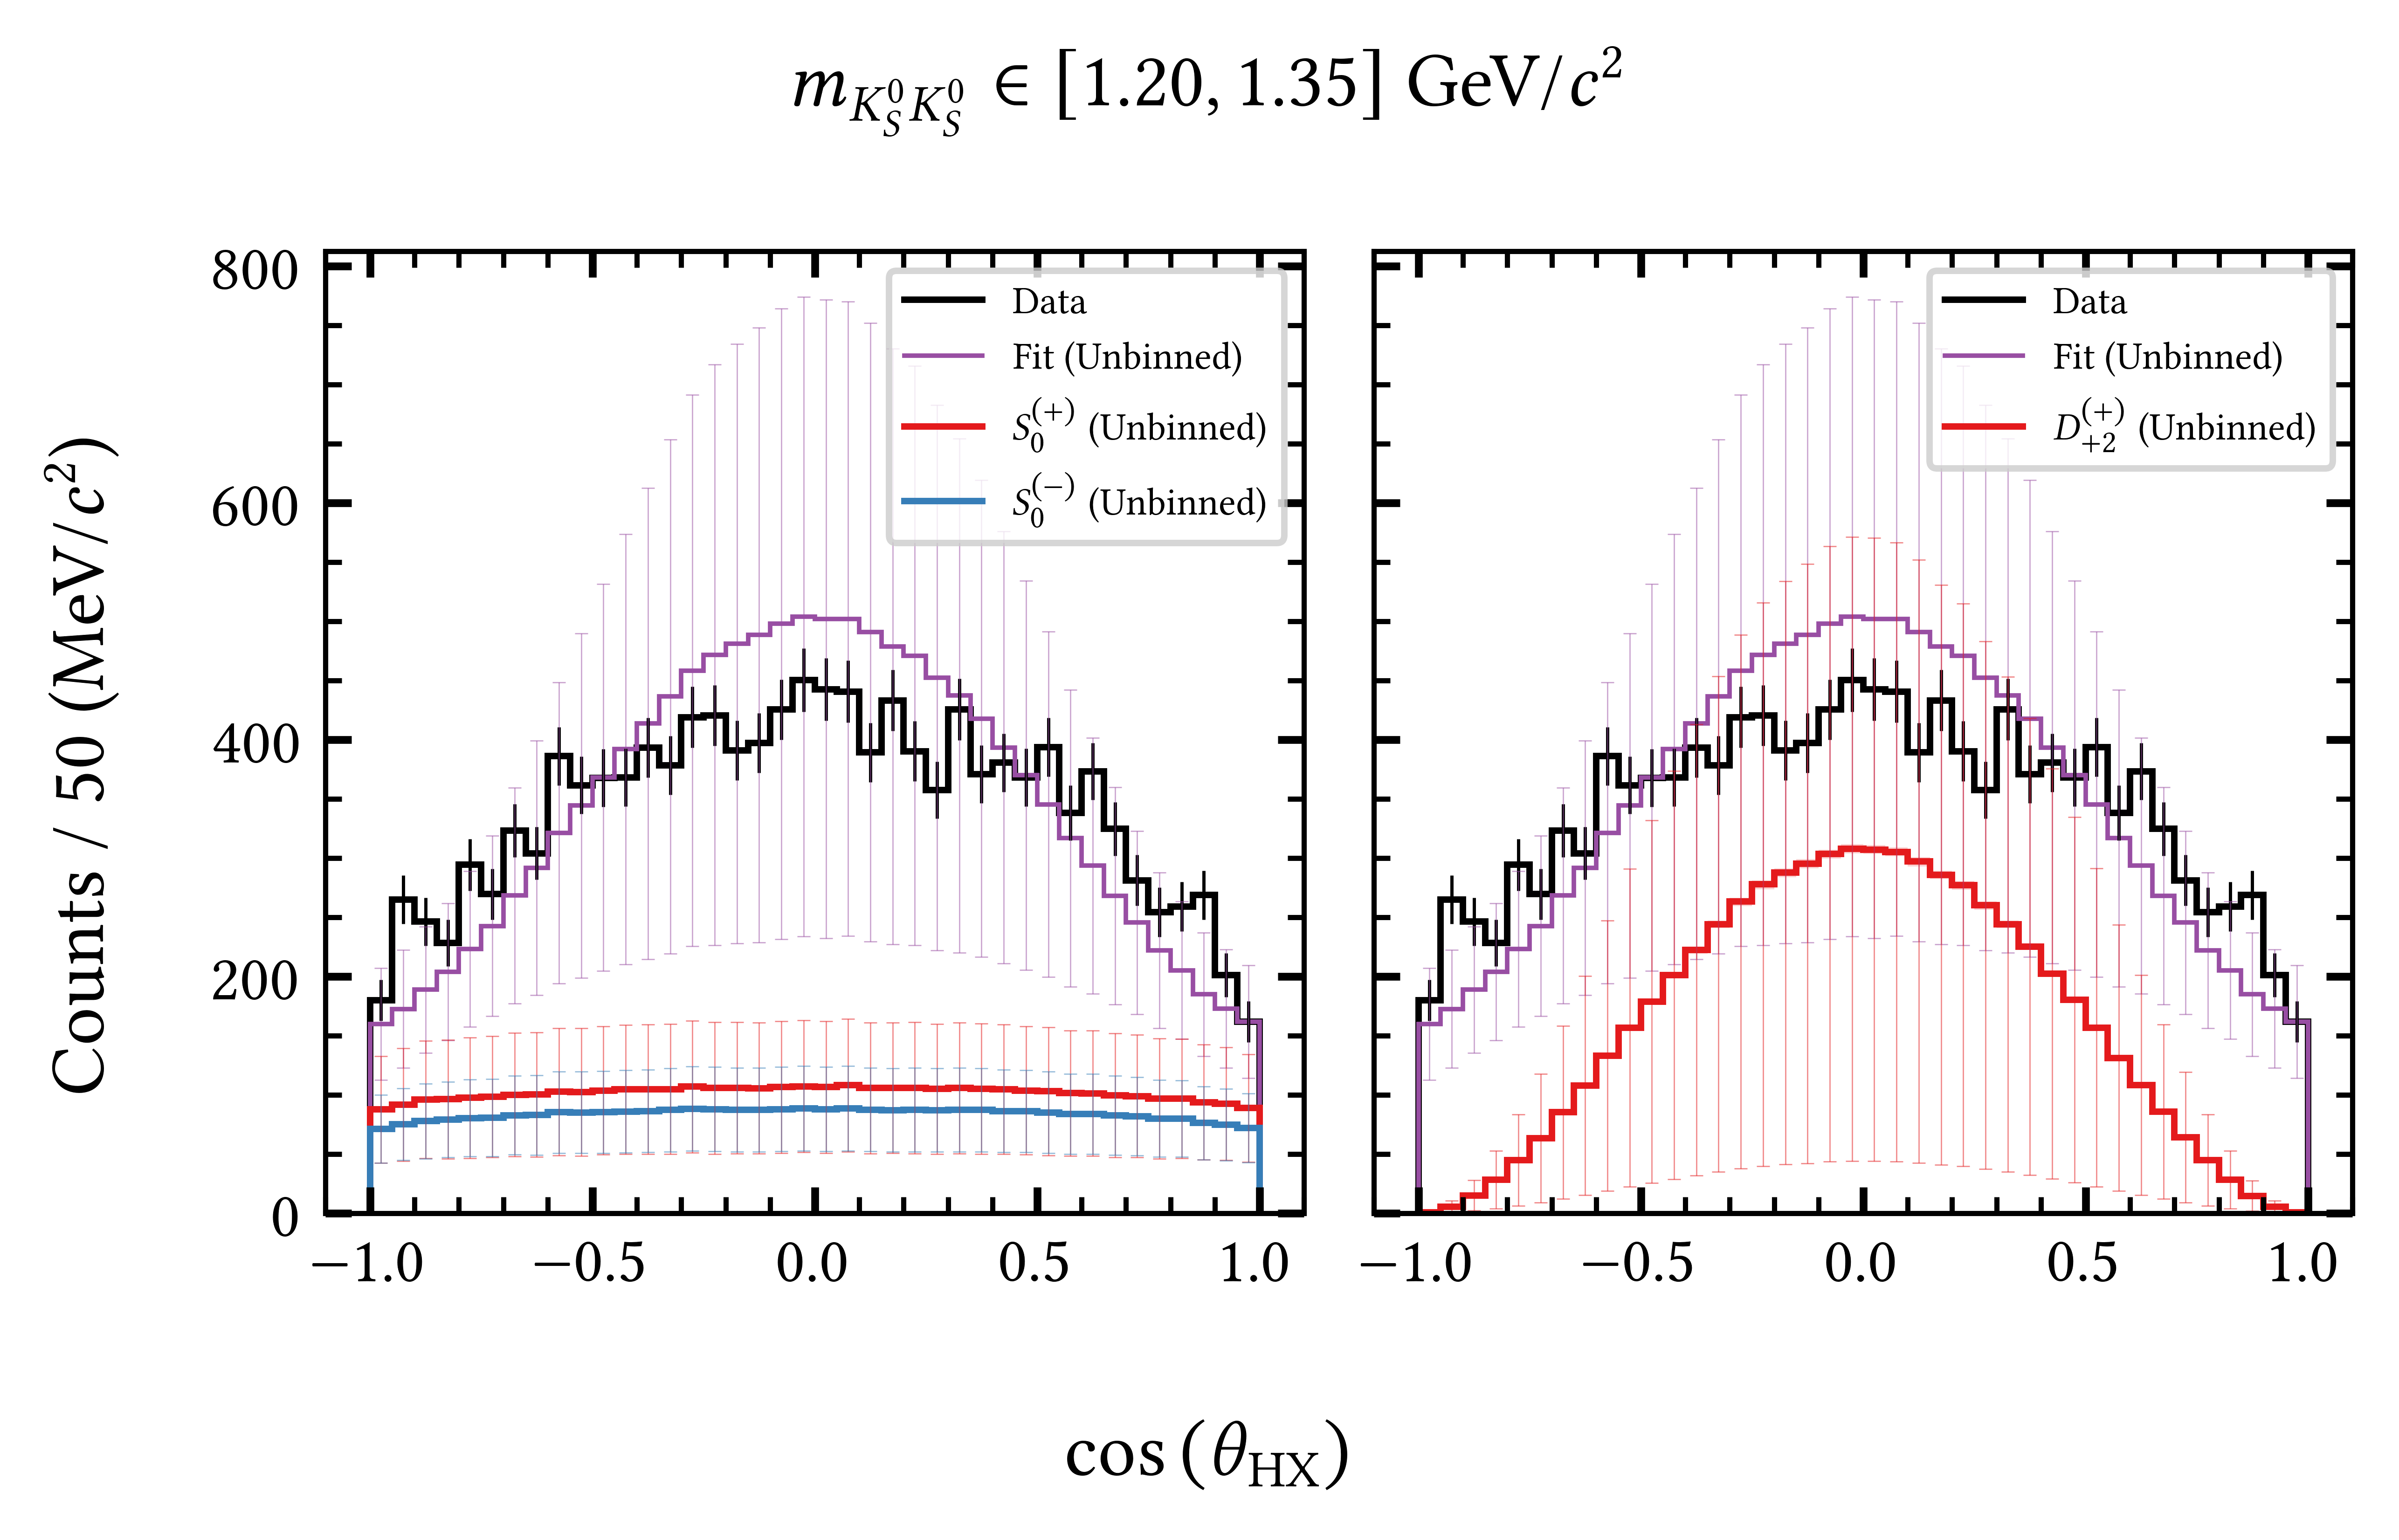 m_{K_S^0 K_S^0} ∈ [1.20, 1.35] GeV/c²
Counts / 50 (MeV/c²)
800
600
400
200
0
Data
Fit (Unbinned)
S_0^{(+)} (Unbinned)
S_0^{(−)} (Unbinned)
−1.0 −0.5 0.0 0.5 1.0
Data
Fit (Unbinned)
D_{+2}^{(+)} (Unbinned)
−1.0 −0.5 0.0 0.5 1.0
cos (θ_{HX})